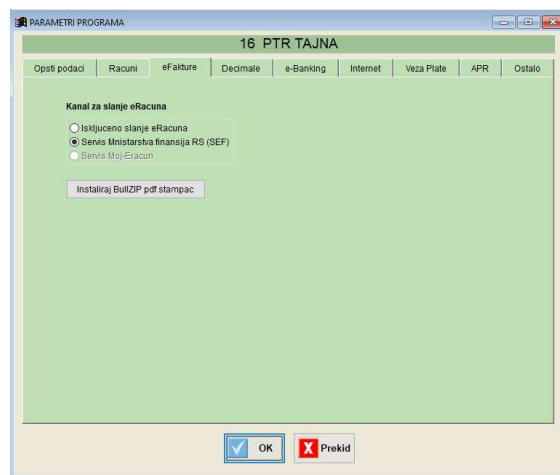 PARAMETRI PROGRAMA
16 PTR TAJNA
Opsti podaci Racuni eFakture Decimale e-Banking Internet Veza Plate APR Ostalo
Kanal za slanje eRacuna
Iskljuceno slanje eRacuna
Servis Mnistarstva finansija RS (SEF)
Servis Moj-Eracun
Instaliraj BullZIP pdf stampac
OK X Prekid